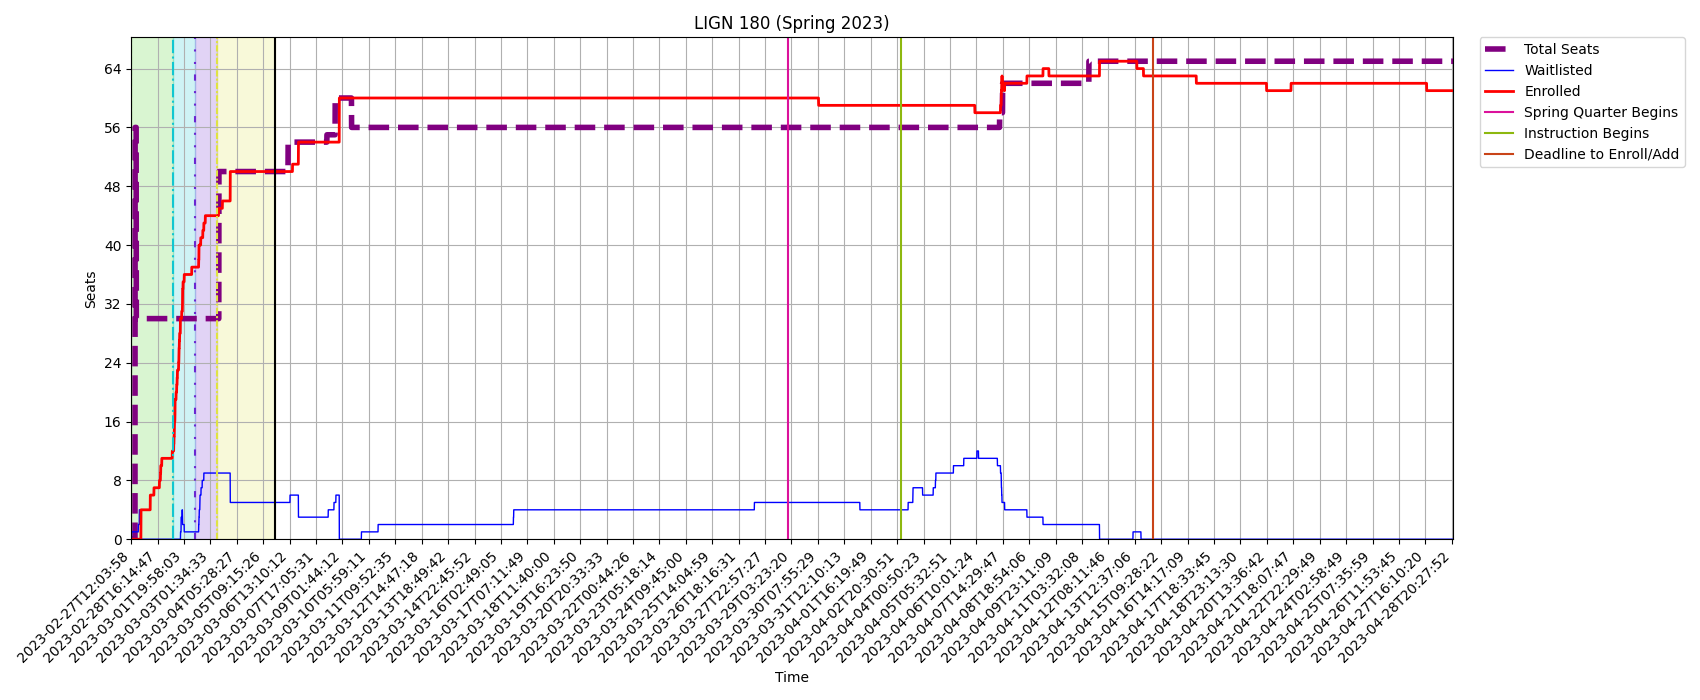 LIGN 180 (Spring 2023)
Total Seats
Waitlisted
Enrolled
Spring Quarter Begins
Instruction Begins
Deadline to Enroll/Add
Seats
64
56
48
40
32
24
16
8
0
2023-02-27T12:03:58
2023-02-28T16:14:47
2023-03-01T19:58:03
2023-03-03T01:34:33
2023-03-04T05:28:27
2023-03-05T09:15:26
2023-03-06T13:10:12
2023-03-07T17:05:31
2023-03-09T01:44:12
2023-03-10T05:59:11
2023-03-11T09:52:35
2023-03-12T14:47:18
2023-03-13T18:49:42
2023-03-14T22:45:52
2023-03-16T02:49:05
2023-03-17T07:11:49
2023-03-18T11:40:00
2023-03-19T16:23:50
2023-03-20T20:33:33
2023-03-22T00:44:26
2023-03-23T05:18:14
2023-03-24T09:45:00
2023-03-25T14:04:59
2023-03-26T18:16:31
2023-03-27T22:57:27
2023-03-29T03:23:20
2023-03-30T07:55:29
2023-03-31T12:10:13
2023-04-01T16:19:49
2023-04-02T20:30:51
2023-04-04T00:50:23
2023-04-05T05:32:51
2023-04-06T10:01:24
2023-04-07T14:29:47
2023-04-08T18:54:06
2023-04-09T23:11:09
2023-04-11T03:32:08
2023-04-12T08:11:46
2023-04-13T12:37:06
2023-04-15T09:28:22
2023-04-16T14:17:09
2023-04-17T18:33:45
2023-04-18T23:13:30
2023-04-20T13:36:42
2023-04-21T18:07:47
2023-04-22T22:29:49
2023-04-24T02:58:49
2023-04-25T07:35:59
2023-04-26T11:53:45
2023-04-27T16:10:20
2023-04-28T20:27:52
Time